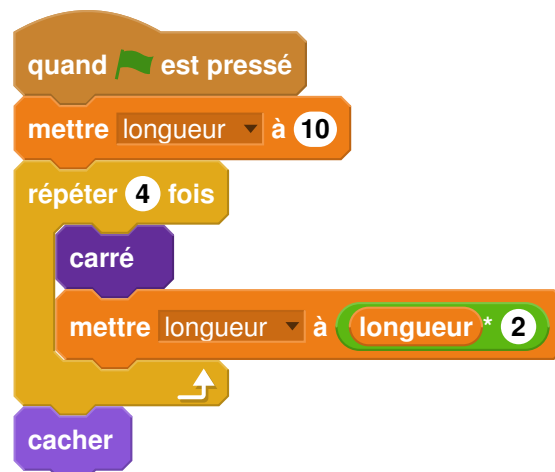 quand est pressé
mettre longueur à 10
répéter 4 fois
carré
mettre longueur à longueur * 2
cacher